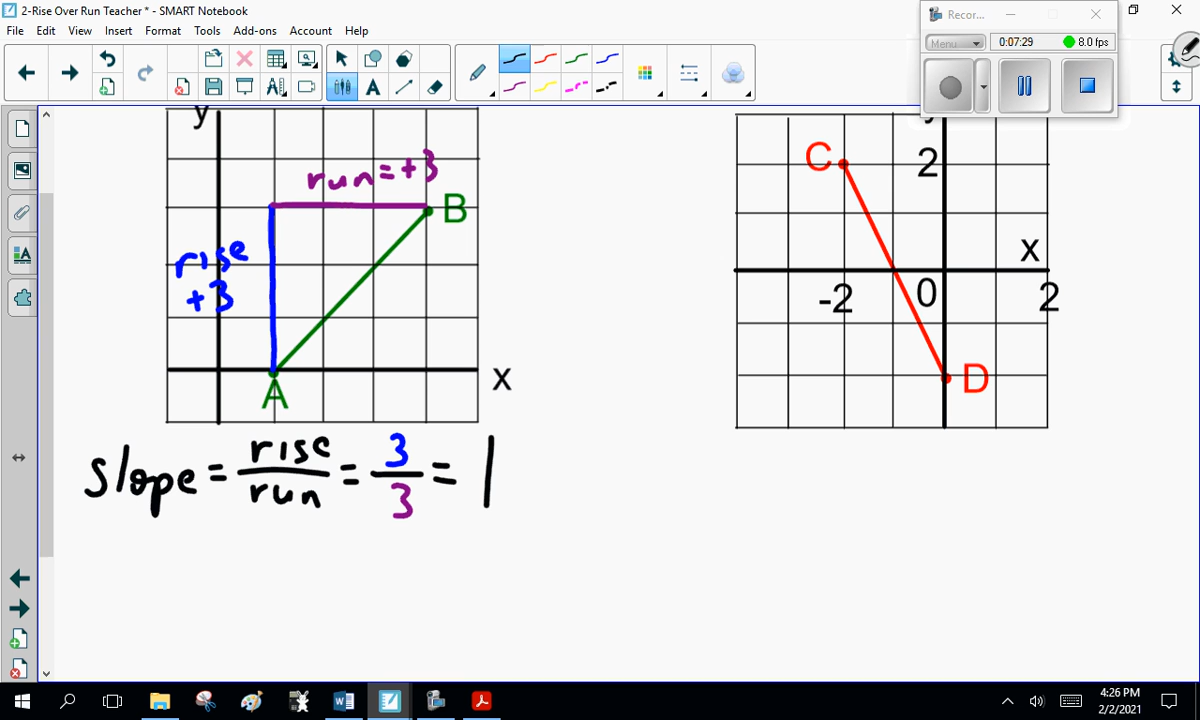 2-Rise Over Run Teacher * - SMART Notebook
File Edit View Insert Format Tools Add-ons Account Help
Recor...
Menu
0:07:29
8.0 fps
y
run=+3
B
rise
+3
x
A
slope = rise/run = 3/3 = 1
C
2
x
-2
0
2
D
4:26 PM
2/2/2021